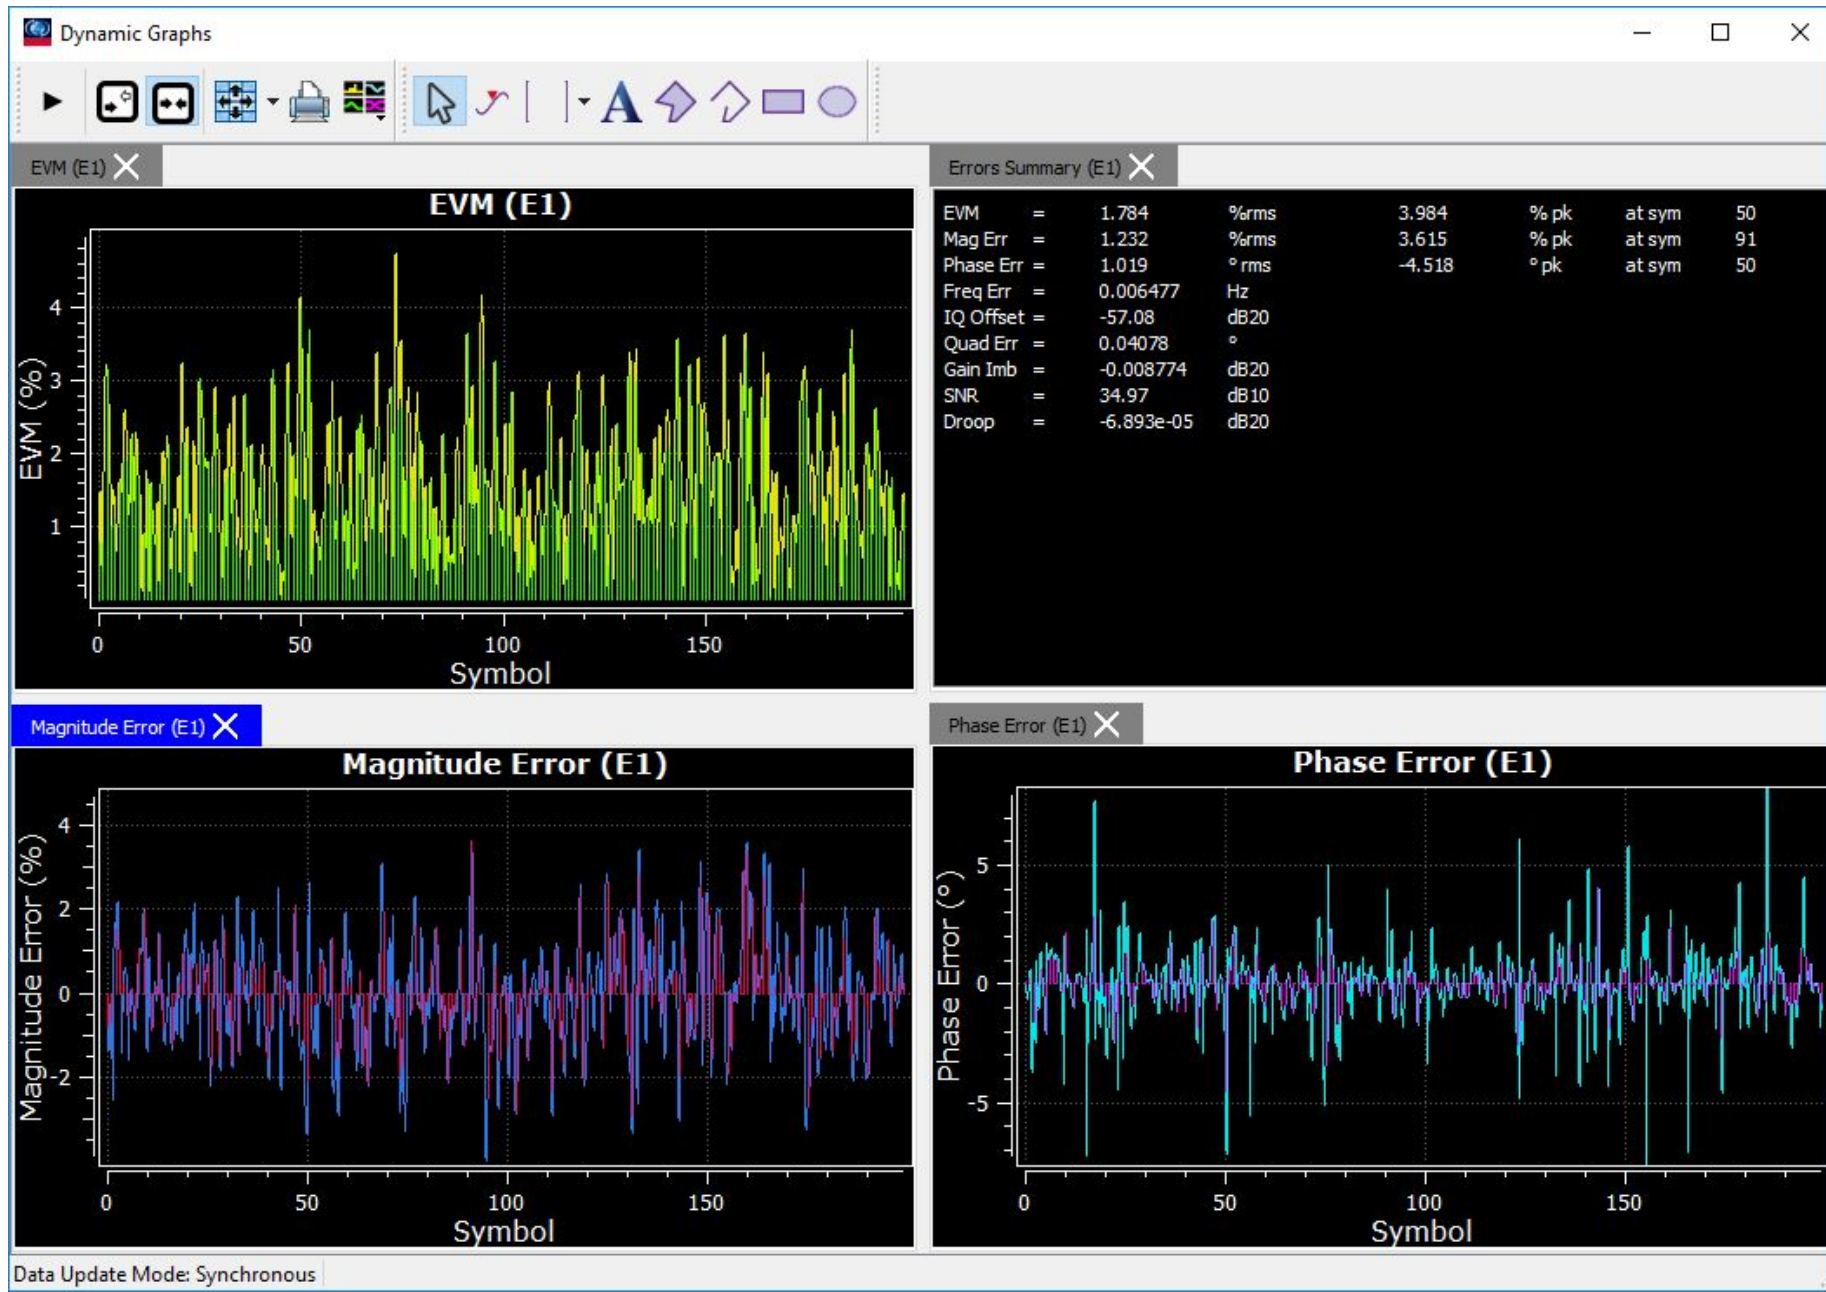 Dynamic Graphs
A
EVM (E1)
EVM (E1)
EVM (%)
4
3
2
1
0 50 100 150
Symbol
Errors Summary (E1)
EVM = 1.784 %rms 3.984 % pk at sym 50
Mag Err = 1.232 %rms 3.615 % pk at sym 91
Phase Err = 1.019 ° rms -4.518 ° pk at sym 50
Freq Err = 0.006477 Hz
IQ Offset = -57.08 dB20
Quad Err = 0.04078 °
Gain Imb = -0.008774 dB20
SNR = 34.97 dB10
Droop = -6.893e-05 dB20
Magnitude Error (E1)
Magnitude Error (E1)
Magnitude Error (%)
4
2
0
-2
0 50 100 150
Symbol
Phase Error (E1)
Phase Error (E1)
Phase Error (°)
5
0
-5
0 50 100 150
Symbol
Data Update Mode: Synchronous